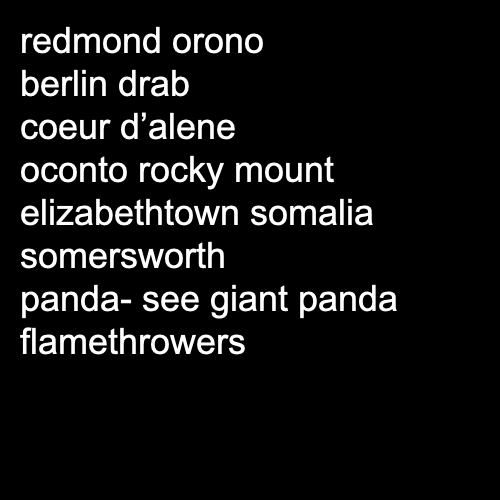 redmond orono
berlin drab
coeur d’alene
oconto rocky mount
elizabethtown somalia
somersworth
panda- see giant panda
flamethrowers